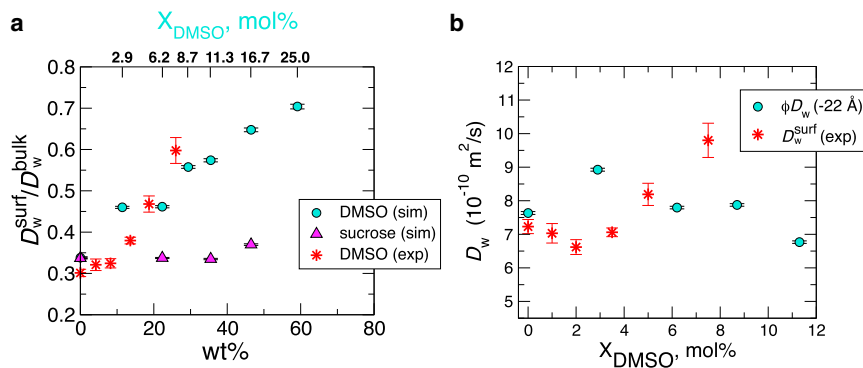 a
X_DMSO, mol%
2.9 6.2 8.7 11.3 16.7 25.0
D_w^surf/D_w^bulk
0.8
0.7
0.6
0.5
0.4
0.3
0.2
0 20 40 60 80
wt%
DMSO (sim)
sucrose (sim)
DMSO (exp)
b
D_w (10^-10 m^2/s)
12
11
10
9
8
7
6
5
0 2 4 6 8 10 12
X_DMSO, mol%
ϕD_w (-22 Å)
D_w^surf (exp)